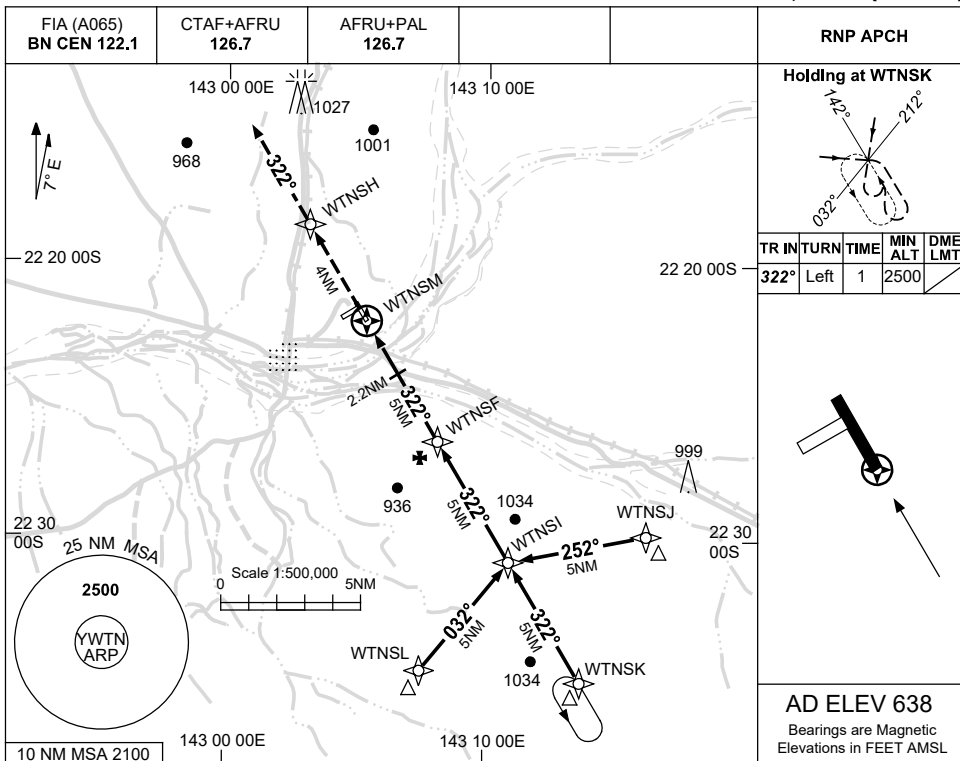 FIA (A065)
BN CEN 122.1
CTAF+AFRU
126.7
AFRU+PAL
126.7
RNP APCH
143 00 00E
143 10 00E
1027
1001
968
7° E
322°
WTNSH
22 20 00S
22 20 00S
4NM
WTNSM
2.2NM
322°
5NM
WTNSF
936
999
322°
5NM
1034
WTNSI
WTNSJ
252°
5NM
22 30
00S
22 30
00S
25 NM MSA
2500
YWTN
ARP
Scale 1:500,000
0
5NM
032°
5NM
WTNSL
322°
5NM
1034
WTNSK
143 00 00E
143 10 00E
10 NM MSA 2100
Holding at WTNSK
142°
212°
032°
TR IN TURN TIME MIN ALT DME LMT
322° Left 1 2500
AD ELEV 638
Bearings are Magnetic
Elevations in FEET AMSL